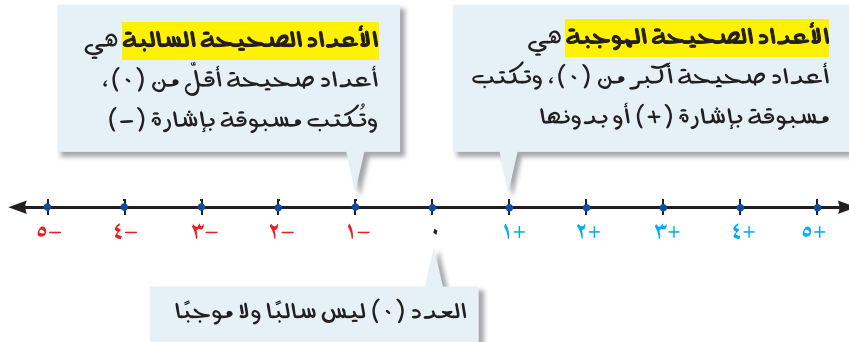 الأعداد الصحيحة الموجبة هي
أعداد صحيحة أكبر من (٠)، وتكتب
مسبوقة بإشارة (+) أو بدونها
الأعداد الصحيحة السالبة هي
أعداد صحيحة أقلّ من (٠)،
وتُكتب مسبوقة بإشارة (−)
−٥ −٤ −٣ −٢ −١ ٠ +١ +٢ +٣ +٤ +٥
العدد (٠) ليس سالبًا ولا موجبًا